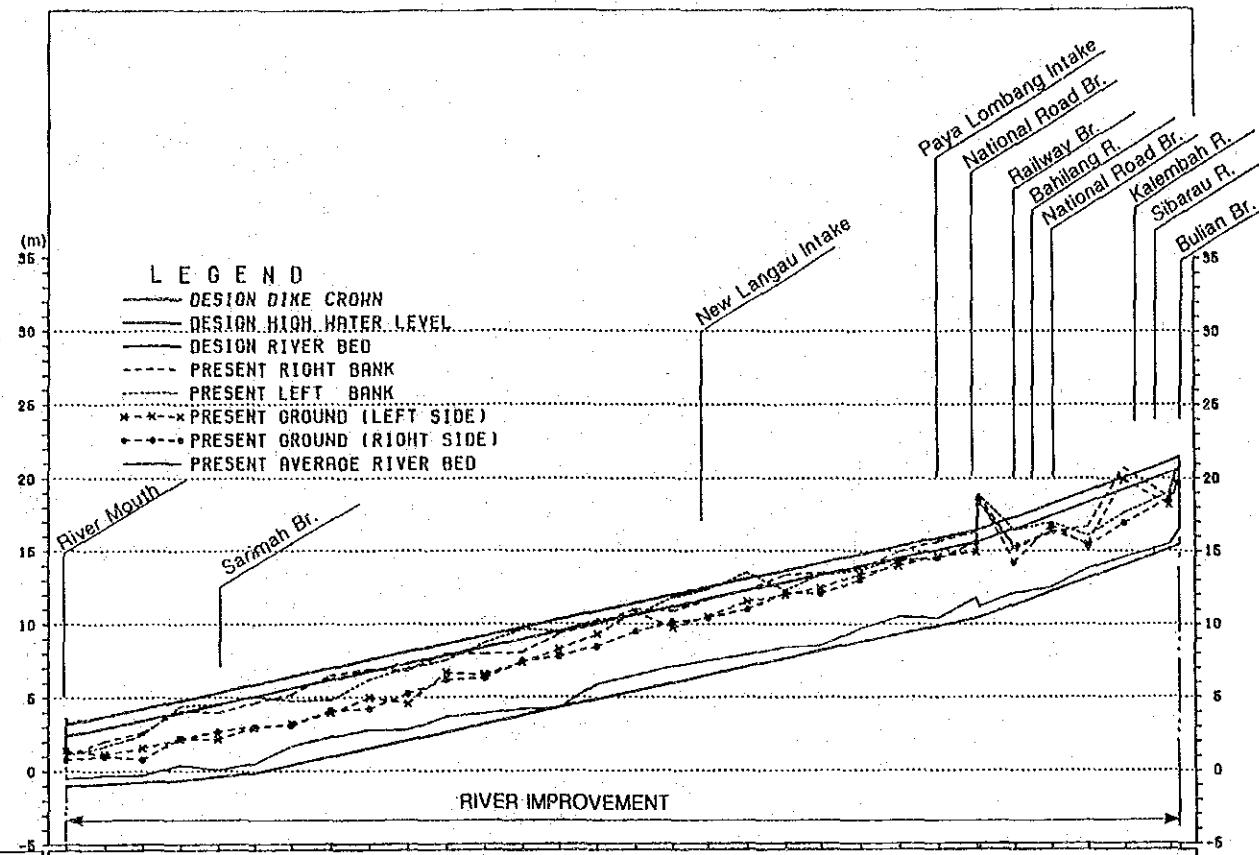 Paya Lombang Intake
National Road Br.
Railway Br.
Bahilang R.
National Road Br.
Kalembah R.
Sibarau R.
Bulian Br.
New Langau Intake
(m)
35
30
25
20
15
10
5
0
-5
LEGEND
DESIGN DIKE CROWN
DESIGN HIGH WATER LEVEL
DESIGN RIVER BED
PRESENT RIGHT BANK
PRESENT LEFT BANK
PRESENT GROUND (LEFT SIDE)
PRESENT GROUND (RIGHT SIDE)
PRESENT AVERAGE RIVER BED
River Mouth
Sarimah Br.
RIVER IMPROVEMENT
35
30
25
20
15
10
5
0
-5